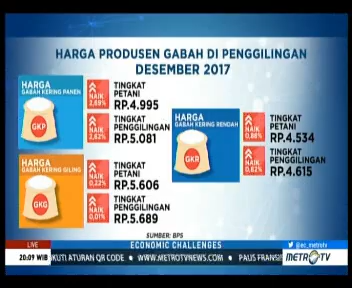 HARGA PRODUSEN GABAH DI PENGGILINGAN
DESEMBER 2017
HARGA
GABAH KERING PANEN
GKP
NAIK
2,69%
TINGKAT
PETANI
RP.4.995
NAIK
2,62%
TINGKAT
PENGGILINGAN
RP.5.081
HARGA
GABAH KERING GILING
GKG
NAIK
0,22%
TINGKAT
PETANI
RP.5.606
NAIK
0,01%
TINGKAT
PENGGILINGAN
RP.5.689
HARGA
GABAH KERING RENDAH
GKR
NAIK
0,86%
TINGKAT
PETANI
RP.4.534
NAIK
0,82%
TINGKAT
PENGGILINGAN
RP.4.615
SUMBER: BPS
LIVE
ECONOMIC CHALLENGES
@ec_metrotv
20:09 WIB
IKUTI ATURAN QR CODE • WWW.METROTVNEWS.COM • PAUS FRANSIS
METRO TV